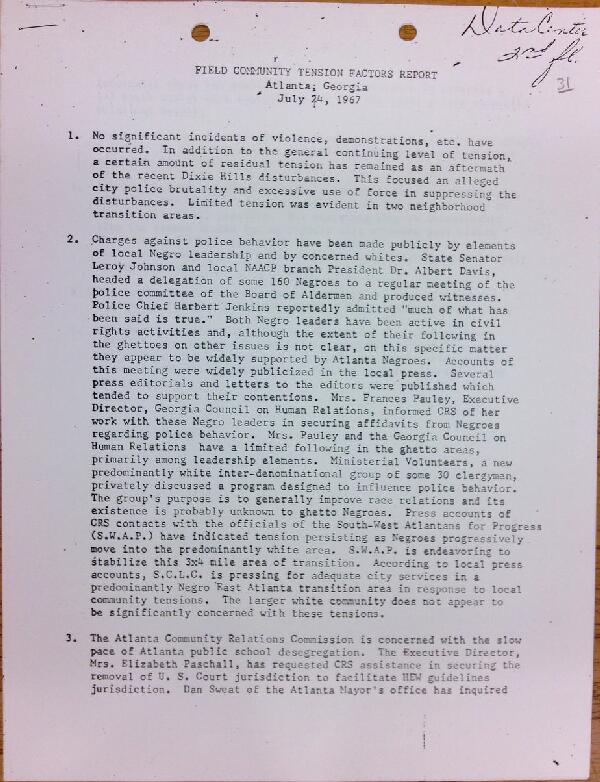 Data Center
2nd fl.
31
FIELD COMMUNITY TENSION FACTORS REPORT
Atlanta, Georgia
July 24, 1967
1. No significant incidents of violence, demonstrations, etc. have
occurred. In addition to the general continuing level of tension,
a certain amount of residual tension has remained as an aftermath
of the recent Dixie Hills disturbances. This focused an alleged
city police brutality and excessive use of force in suppressing the
disturbances. Limited tension was evident in two neighborhood
transition areas.
2. Charges against police behavior have been made publicly by elements
of local Negro leadership and by concerned whites. State Senator
Leroy Johnson and local NAACP branch President Dr. Albert Davis,
headed a delegation of some 160 Negroes to a regular meeting of the
police committee of the Board of Aldermen and produced witnesses.
Police Chief Herbert Jenkins reportedly admitted "much of what has
been said is true." Both Negro leaders have been active in civil
rights activities and, although the extent of their following in
the ghettoes on other issues is not clear, on this specific matter
they appear to be widely supported by Atlanta Negroes. Accounts of
this meeting were widely publicized in the local press. Several
press editorials and letters to the editors were published which
tended to support their contentions. Mrs. Frances Pauley, Executive
Director, Georgia Council on Human Relations, informed CRS of her
work with these Negro leaders in securing affidavits from Negroes
regarding police behavior. Mrs. Pauley and the Georgia Council on
Human Relations have a limited following in the ghetto areas,
primarily among leadership elements. Ministerial Volunteers, a new
predominantly white inter-denominational group of some 30 clergyman,
privately discussed a program designed to influence police behavior.
The group's purpose is to generally improve race relations and its
existence is probably unknown to ghetto Negroes. Press accounts of
CRS contacts with the officials of the South-West Atlantans for Progress
(S.W.A.P.) have indicated tension persisting as Negroes progressively
move into the predominantly white area. S.W.A.P. is endeavoring to
stabilize this 3x4 mile area of transition. According to local press
accounts, S.C.L.C. is pressing for adequate city services in a
predominantly Negro East Atlanta transition area in response to local
community tensions. The larger white community does not appear to
be significantly concerned with these tensions.
3. The Atlanta Community Relations Commission is concerned with the slow
pace of Atlanta public school desegregation. The Executive Director,
Mrs. Elizabeth Paschall, has requested CRS assistance in securing the
removal of U. S. Court jurisdiction to facilitate HEW guidelines
jurisdiction. Dan Sweat of the Atlanta Mayor's office has inquired